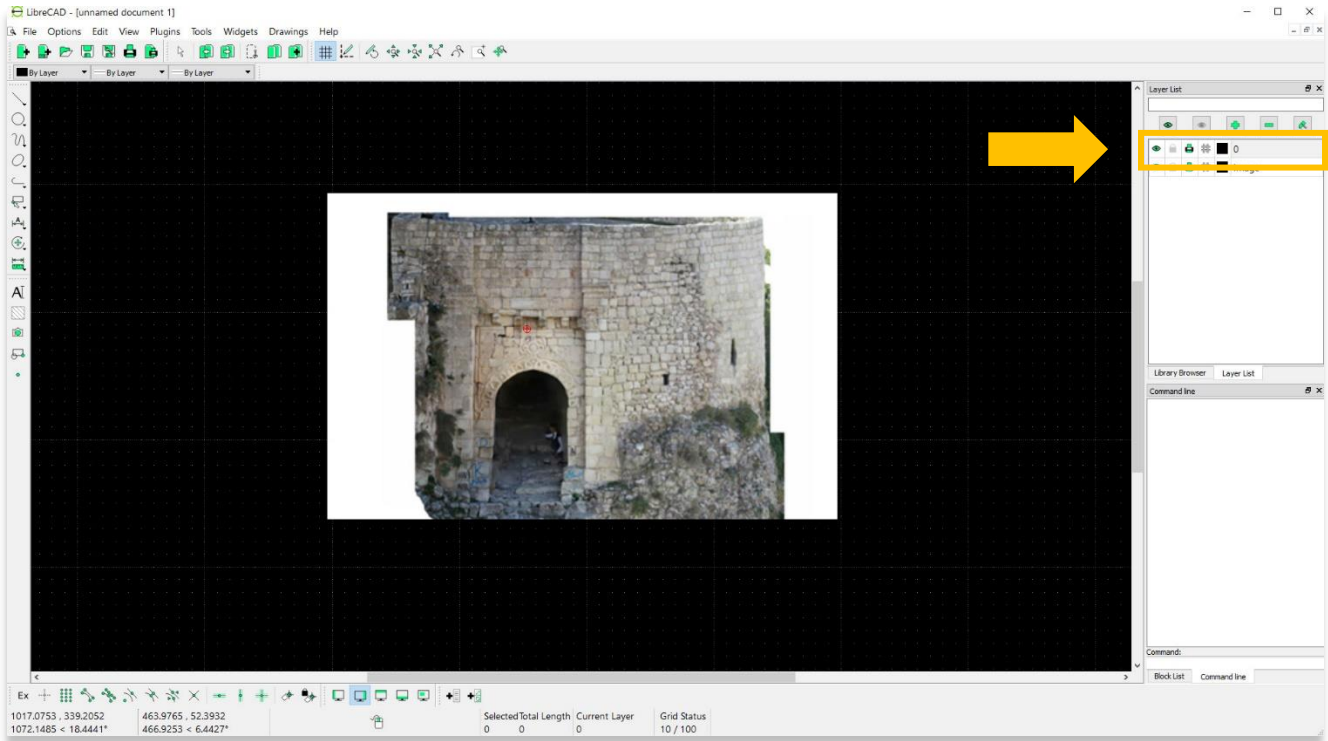 LibreCAD - [unnamed document 1]
File Options Edit View Plugins Tools Widgets Drawings Help
By Layer By Layer By Layer
Layer List
0
Library Browser Layer List
Command line
Command:
Block List Command line
Ex
1017.0753 , 339.2052 463.9765 , 52.3932 Selected Total Length Current Layer Grid Status
1072.1485 < 18.4441° 466.9253 < 6.4427° 0 0 0 10 / 100